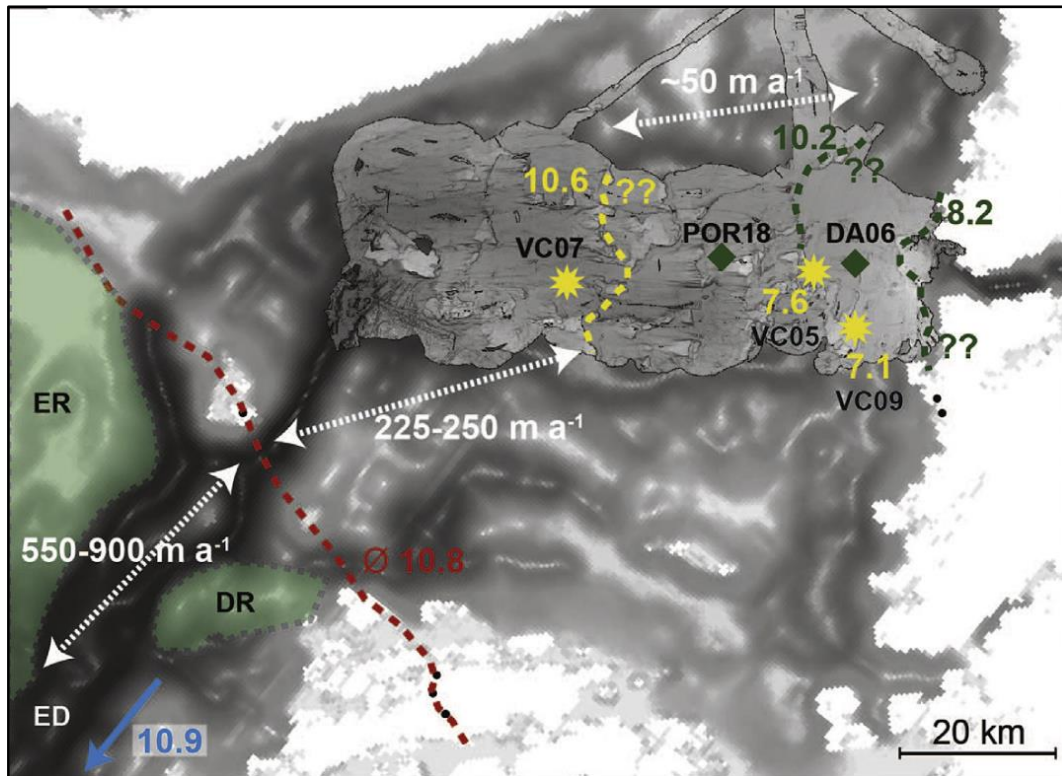 ~50 m a⁻¹
10.2
??
10.6
??
8.2
VC07
POR18
DA06
7.6
VC05
??
7.1
VC09
ER
225-250 m a⁻¹
550-900 m a⁻¹
Ø 10.8
DR
ED
10.9
20 km